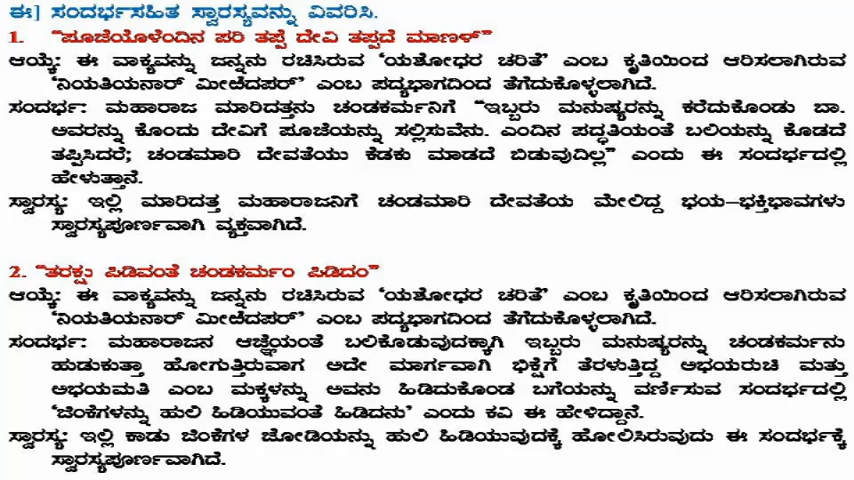 ಈ] ಸಂದರ್ಭಸಹಿತ ಸ್ವಾರಸ್ಯವನ್ನು ವಿವರಿಸಿ.
1. "ಪೂಜೆಯೊಳೆಂದಿನ ಪರಿ ತಪ್ಪೆ ದೇವಿ ತಪ್ಪದೆ ಮಾಣಳ್"
ಆಯ್ಕೆ: ಈ ವಾಕ್ಯವನ್ನು ಜನ್ನನು ರಚಿಸಿರುವ 'ಯಶೋಧರ ಚರಿತೆ' ಎಂಬ ಕೃತಿಯಿಂದ ಆರಿಸಲಾಗಿರುವ
'ನಿಯತಿಯನಾರ್ ಮೀಱಿದಪರ್' ಎಂಬ ಪದ್ಯಭಾಗದಿಂದ ತೆಗೆದುಕೊಳ್ಳಲಾಗಿದೆ.
ಸಂದರ್ಭ: ಮಹಾರಾಜ ಮಾರಿದತ್ತನು ಚಂಡಕರ್ಮನಿಗೆ "ಇಬ್ಬರು ಮನುಷ್ಯರನ್ನು ಕರೆದುಕೊಂಡು ಬಾ.
ಅವರನ್ನು ಕೊಂದು ದೇವಿಗೆ ಪೂಜೆಯನ್ನು ಸಲ್ಲಿಸುವೆನು. ಎಂದಿನ ಪದ್ಧತಿಯಂತೆ ಬಲಿಯನ್ನು ಕೊಡದೆ
ತಪ್ಪಿಸಿದರೆ; ಚಂಡಮಾರಿ ದೇವತೆಯು ಕೆಡಕು ಮಾಡದೆ ಬಿಡುವುದಿಲ್ಲ" ಎಂದು ಈ ಸಂದರ್ಭದಲ್ಲಿ
ಹೇಳುತ್ತಾನೆ.
ಸ್ವಾರಸ್ಯ: ಇಲ್ಲಿ ಮಾರಿದತ್ತ ಮಹಾರಾಜನಿಗೆ ಚಂಡಮಾರಿ ದೇವತೆಯ ಮೇಲಿದ್ದ ಭಯ-ಭಕ್ತಿಭಾವಗಳು
ಸ್ವಾರಸ್ಯಪೂರ್ಣವಾಗಿ ವ್ಯಕ್ತವಾಗಿದೆ.
2. "ತರಕ್ಷು ಪಿಡಿವಂತೆ ಚಂಡಕರ್ಮಂ ಪಿಡಿದಂ"
ಆಯ್ಕೆ: ಈ ವಾಕ್ಯವನ್ನು ಜನ್ನನು ರಚಿಸಿರುವ 'ಯಶೋಧರ ಚರಿತೆ' ಎಂಬ ಕೃತಿಯಿಂದ ಆರಿಸಲಾಗಿರುವ
'ನಿಯತಿಯನಾರ್ ಮೀಱಿದಪರ್' ಎಂಬ ಪದ್ಯಭಾಗದಿಂದ ತೆಗೆದುಕೊಳ್ಳಲಾಗಿದೆ.
ಸಂದರ್ಭ: ಮಹಾರಾಜನ ಆಜ್ಞೆಯಂತೆ ಬಲಿಕೊಡುವುದಕ್ಕಾಗಿ ಇಬ್ಬರು ಮನುಷ್ಯರನ್ನು ಚಂಡಕರ್ಮನು
ಹುಡುಕುತ್ತಾ ಹೋಗುತ್ತಿರುವಾಗ ಅದೇ ಮಾರ್ಗವಾಗಿ ಭಿಕ್ಷೆಗೆ ತೆರಳುತ್ತಿದ್ದ ಅಭಯರುಚಿ ಮತ್ತು
ಅಭಯಮತಿ ಎಂಬ ಮಕ್ಕಳನ್ನು ಅವನು ಹಿಡಿದುಕೊಂಡ ಬಗೆಯನ್ನು ವರ್ಣಿಸುವ ಸಂದರ್ಭದಲ್ಲಿ
'ಜಿಂಕೆಗಳನ್ನು ಹುಲಿ ಹಿಡಿಯುವಂತೆ ಹಿಡಿದನು' ಎಂದು ಕವಿ ಈ ಹೇಳಿದ್ದಾನೆ.
ಸ್ವಾರಸ್ಯ: ಇಲ್ಲಿ ಕಾಡು ಜಿಂಕೆಗಳ ಜೋಡಿಯನ್ನು ಹುಲಿ ಹಿಡಿಯುವುದಕ್ಕೆ ಹೋಲಿಸಿರುವುದು ಈ ಸಂದರ್ಭಕ್ಕೆ
ಸ್ವಾರಸ್ಯಪೂರ್ಣವಾಗಿದೆ.